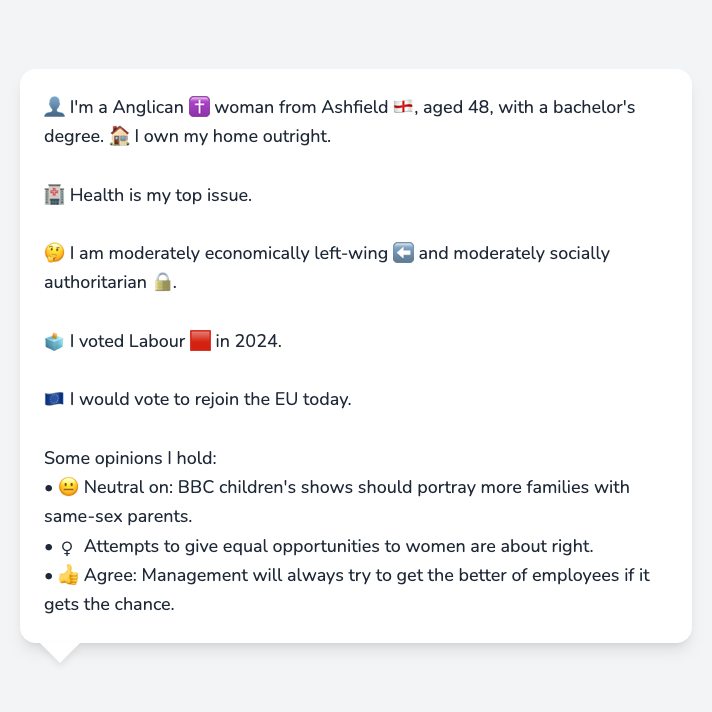 👤 I'm a Anglican ✝️ woman from Ashfield 🏴󠁧󠁢󠁥󠁮󠁧󠁿, aged 48, with a bachelor's
degree. 🏠 I own my home outright.
🏥 Health is my top issue.
🤔 I am moderately economically left-wing ⬅️ and moderately socially
authoritarian 🔒.
🗳️ I voted Labour 🟥 in 2024.
🇪🇺 I would vote to rejoin the EU today.
Some opinions I hold:
• 😐 Neutral on: BBC children's shows should portray more families with
same-sex parents.
• ♀ Attempts to give equal opportunities to women are about right.
• 👍 Agree: Management will always try to get the better of employees if it
gets the chance.